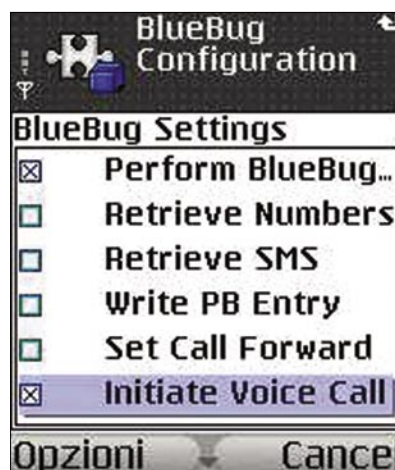 BlueBug
Configuration
BlueBug Settings
Perform BlueBug...
Retrieve Numbers
Retrieve SMS
Write PB Entry
Set Call Forward
Initiate Voice Call
Opzioni Cance